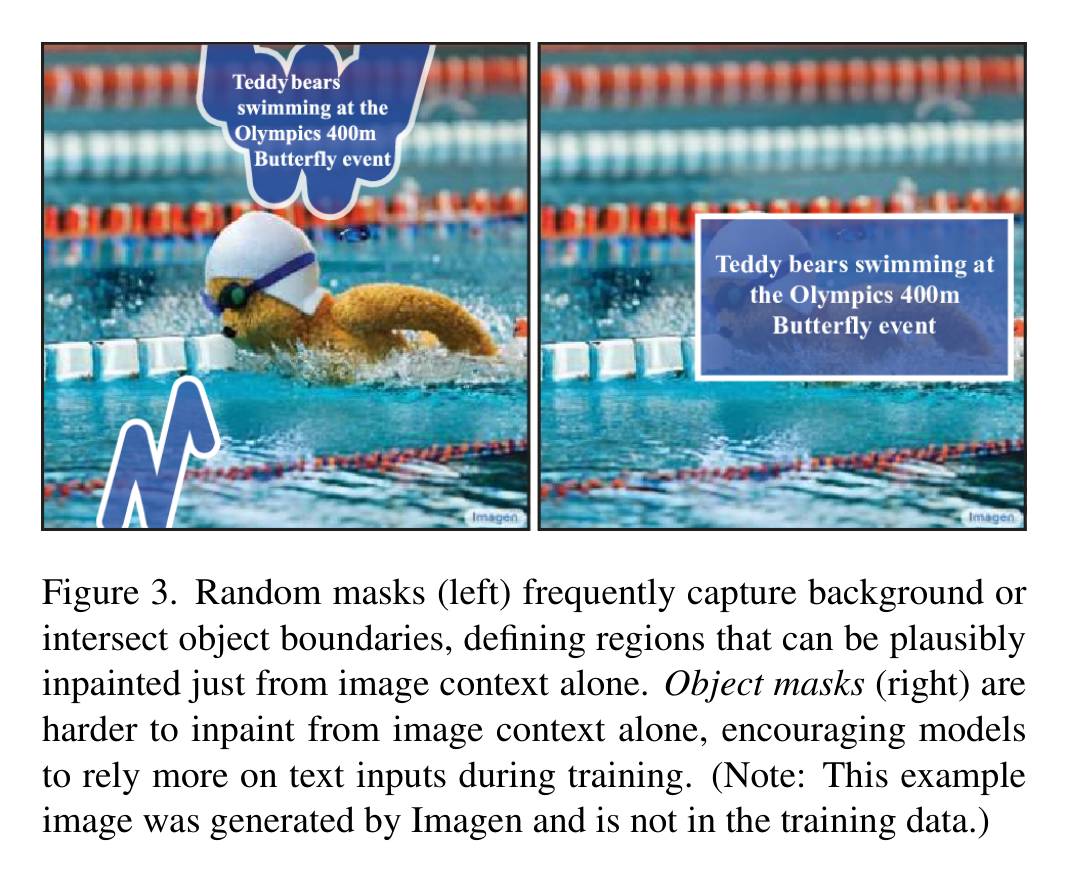 Teddy bears
swimming at the
Olympics 400m
Butterfly event
Imagen
Teddy bears swimming at
the Olympics 400m
Butterfly event
Imagen
Figure 3. Random masks (left) frequently capture background or
intersect object boundaries, defining regions that can be plausibly
inpainted just from image context alone. Object masks (right) are
harder to inpaint from image context alone, encouraging models
to rely more on text inputs during training. (Note: This example
image was generated by Imagen and is not in the training data.)